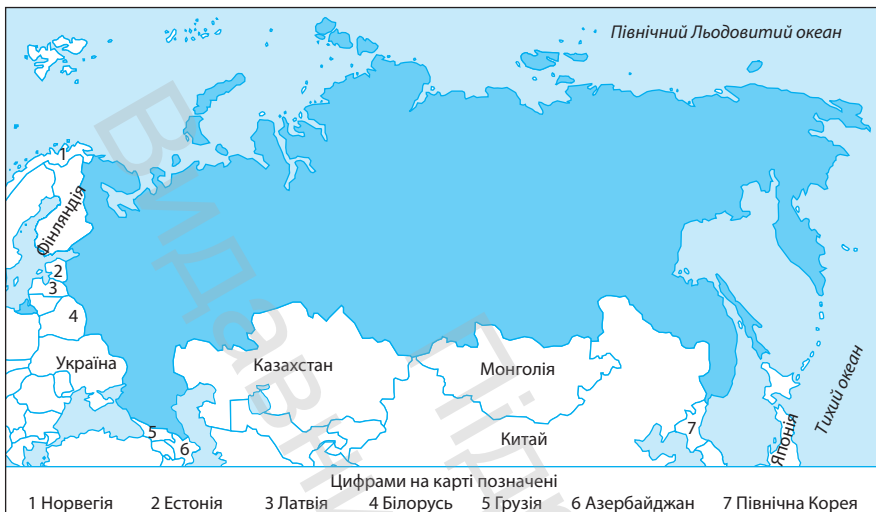 Північний Льодовитий океан
1
Фінляндія
2
3
4
Україна
Казахстан
Монголія
Китай
5
6
7
Японія
Тихий океан
Цифрами на карті позначені
1 Норвегія 2 Естонія 3 Латвія 4 Білорусь 5 Грузія 6 Азербайджан 7 Північна Корея